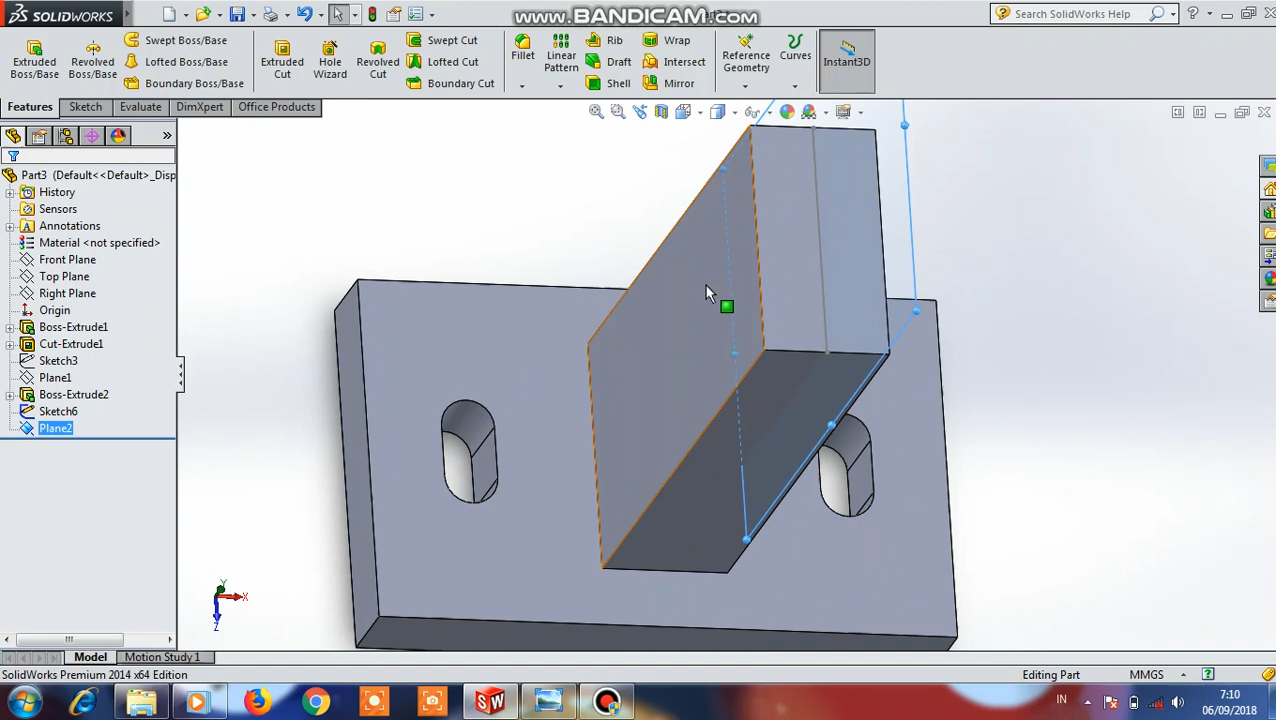 SOLIDWORKS
www.BANDICAM.com
Search SolidWorks Help
Extruded Boss/Base
Revolved Boss/Base
Swept Boss/Base
Lofted Boss/Base
Boundary Boss/Base
Extruded Cut
Hole Wizard
Revolved Cut
Swept Cut
Lofted Cut
Boundary Cut
Fillet
Linear Pattern
Rib
Draft
Shell
Wrap
Intersect
Mirror
Reference Geometry
Curves
Instant3D
Features
Sketch
Evaluate
DimXpert
Office Products
Part3 (Default<<Default>_Disp
History
Sensors
Annotations
Material <not specified>
Front Plane
Top Plane
Right Plane
Origin
Boss-Extrude1
Cut-Extrude1
Sketch3
Plane1
Boss-Extrude2
Sketch6
Plane2
Y
X
Z
Model
Motion Study 1
SolidWorks Premium 2014 x64 Edition
Editing Part
MMGS
IN
7:10
06/09/2018